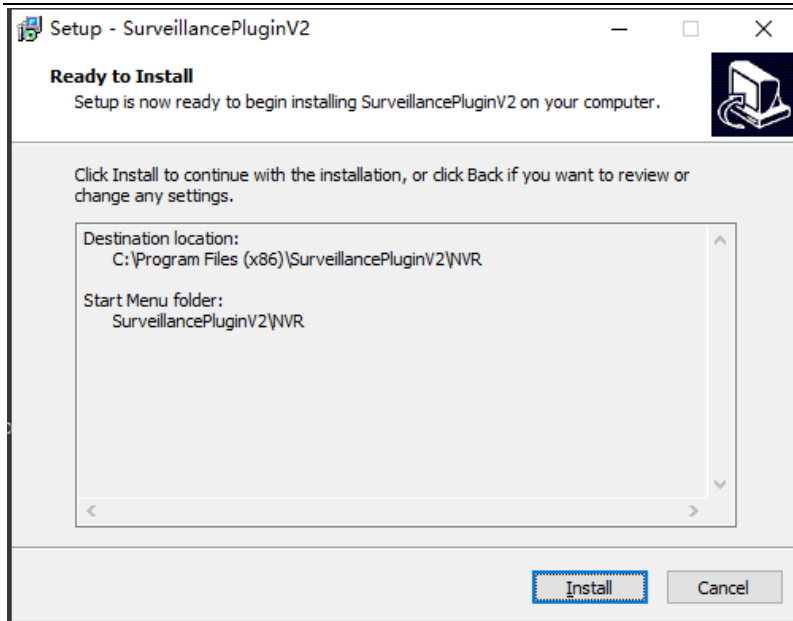 Setup - SurveillancePluginV2
Ready to Install
Setup is now ready to begin installing SurveillancePluginV2 on your computer.
Click Install to continue with the installation, or click Back if you want to review or
change any settings.
Destination location:
C:\Program Files (x86)\SurveillancePluginV2\NVR
Start Menu folder:
SurveillancePluginV2\NVR
Install
Cancel